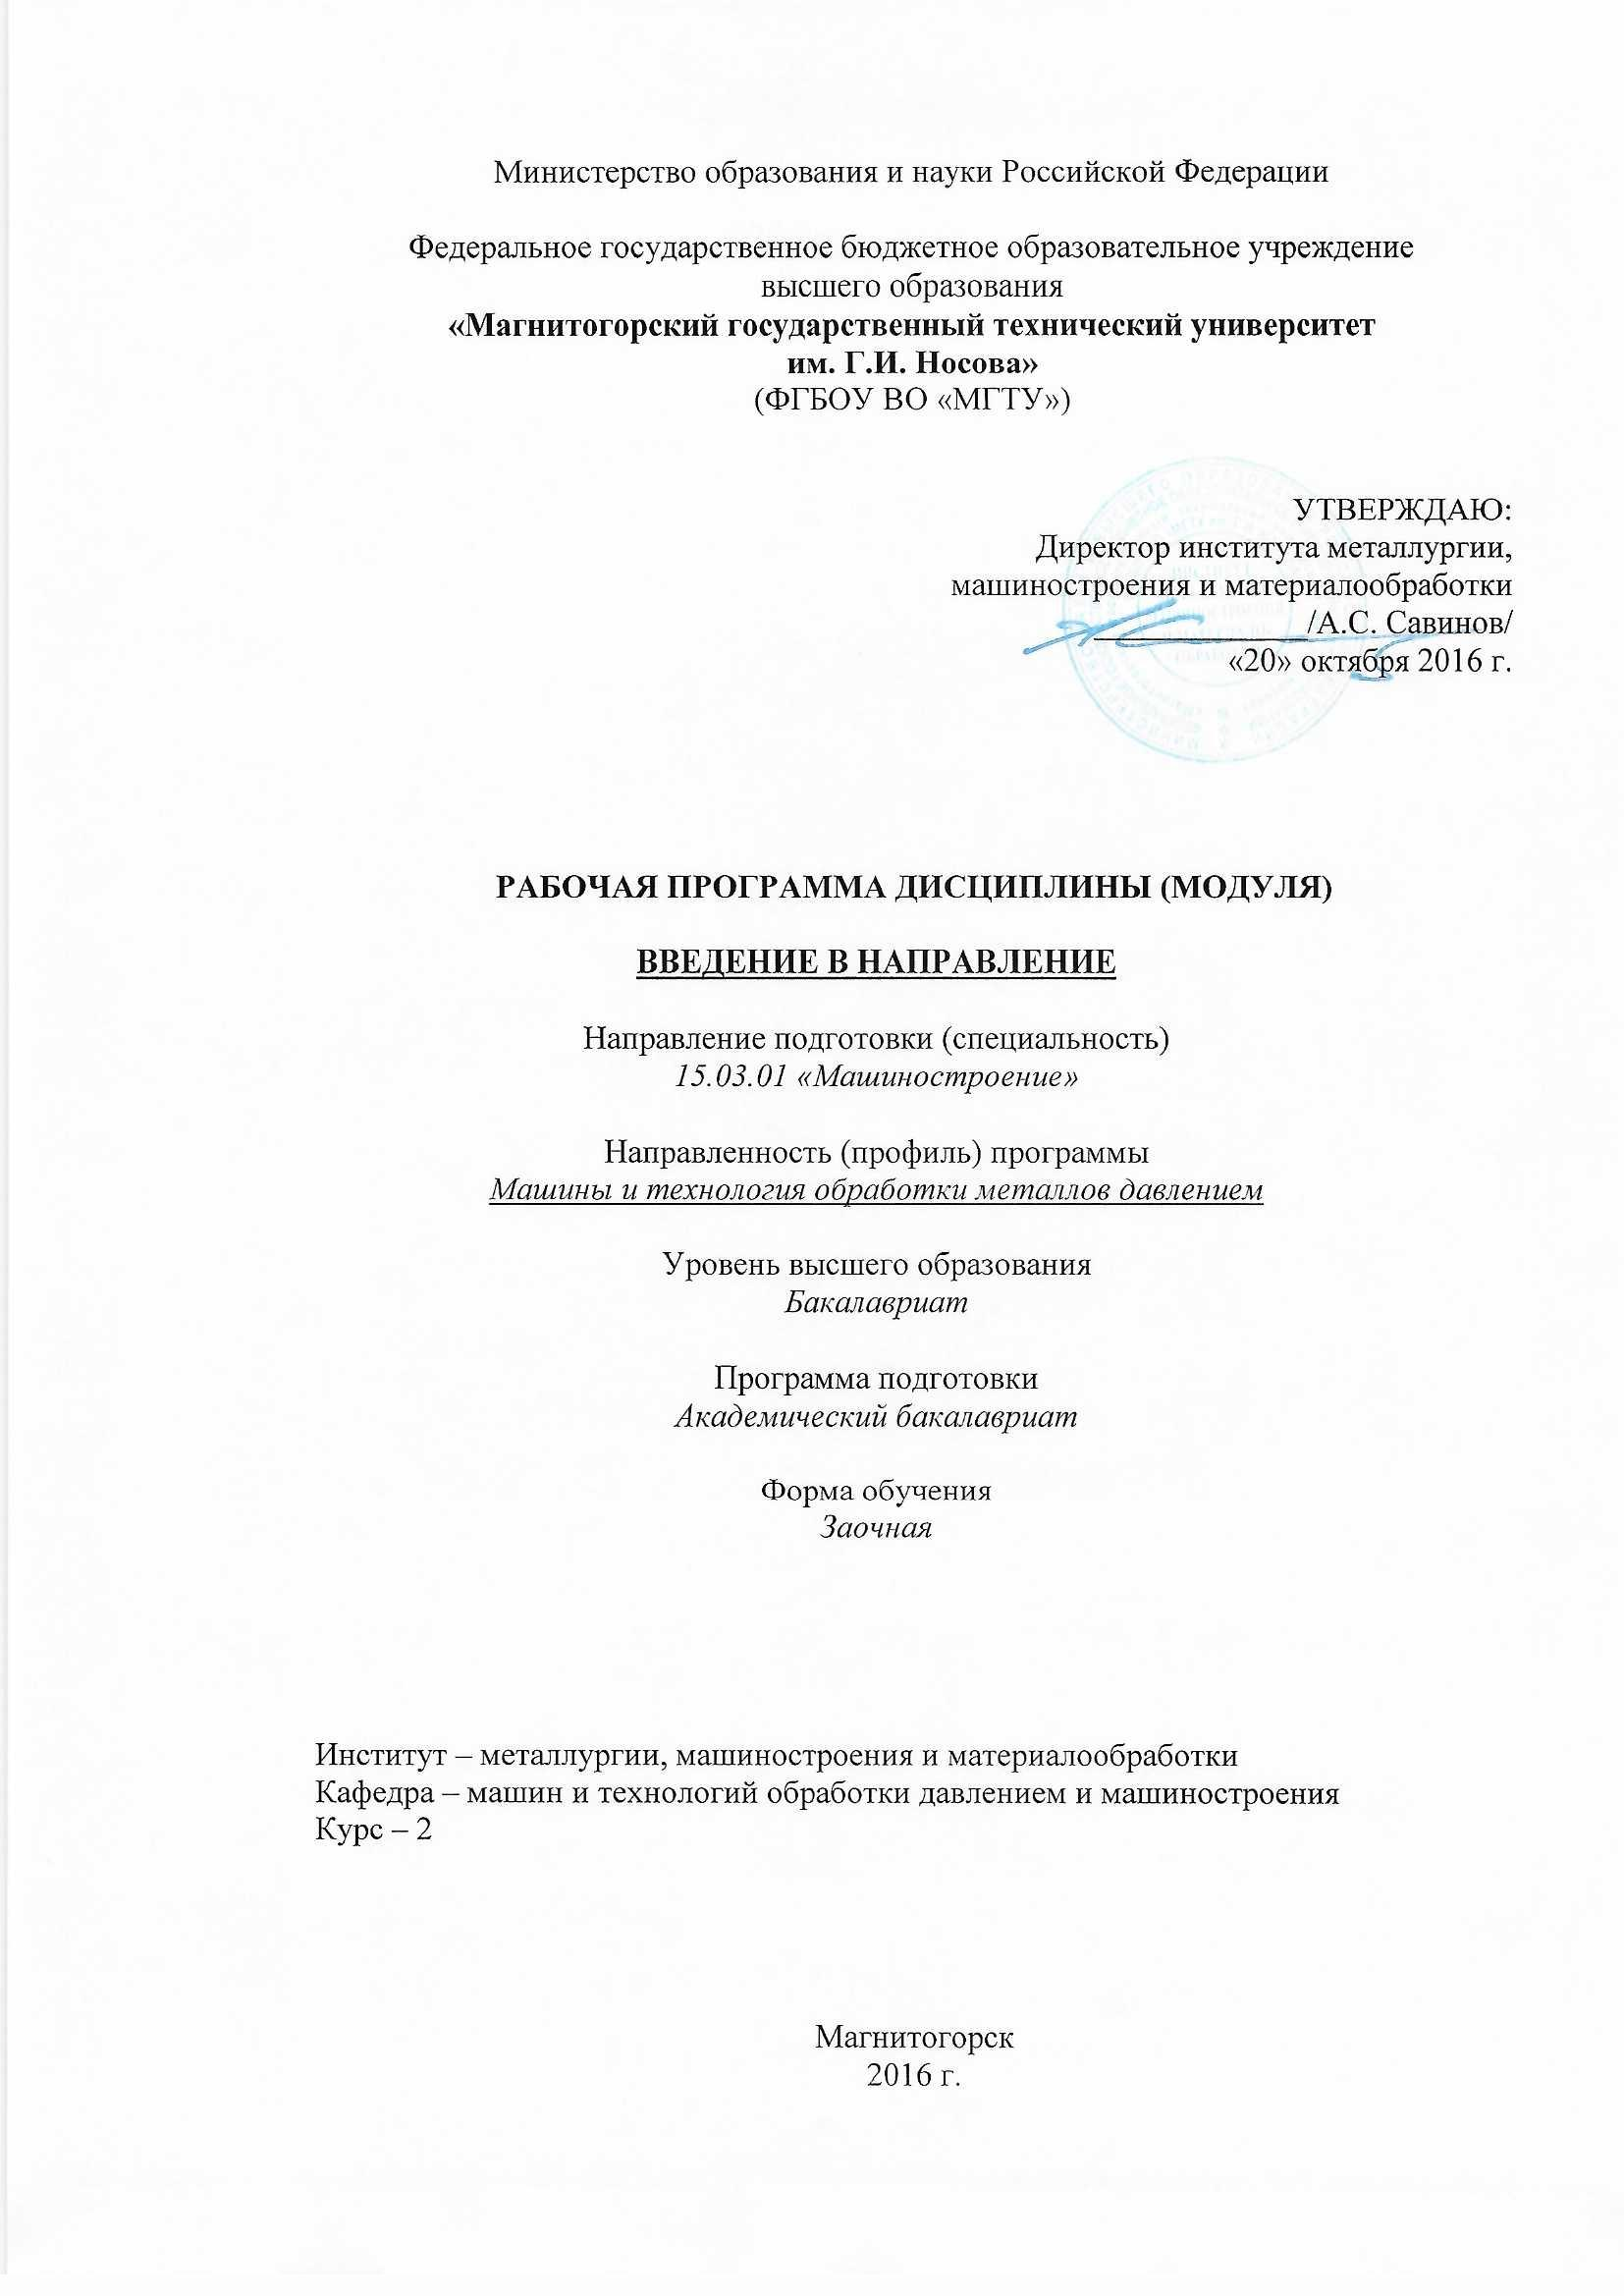 Министерство образования и науки Российской Федерации
Федеральное государственное бюджетное образовательное учреждение
высшего образования
«Магнитогорский государственный технический университет
им. Г.И. Носова»
(ФГБОУ ВО «МГТУ»)
УТВЕРЖДАЮ:
Директор института металлургии,
машиностроения и материалообработки
/А.С. Савинов/
«20» октября 2016 г.
РАБОЧАЯ ПРОГРАММА ДИСЦИПЛИНЫ (МОДУЛЯ)
ВВЕДЕНИЕ В НАПРАВЛЕНИЕ
Направление подготовки (специальность)
15.03.01 «Машиностроение»
Направленность (профиль) программы
Машины и технология обработки металлов давлением
Уровень высшего образования
Бакалавриат
Программа подготовки
Академический бакалавриат
Форма обучения
Заочная
Институт – металлургии, машиностроения и материалообработки
Кафедра – машин и технологий обработки давлением и машиностроения
Курс – 2
Магнитогорск
2016 г.